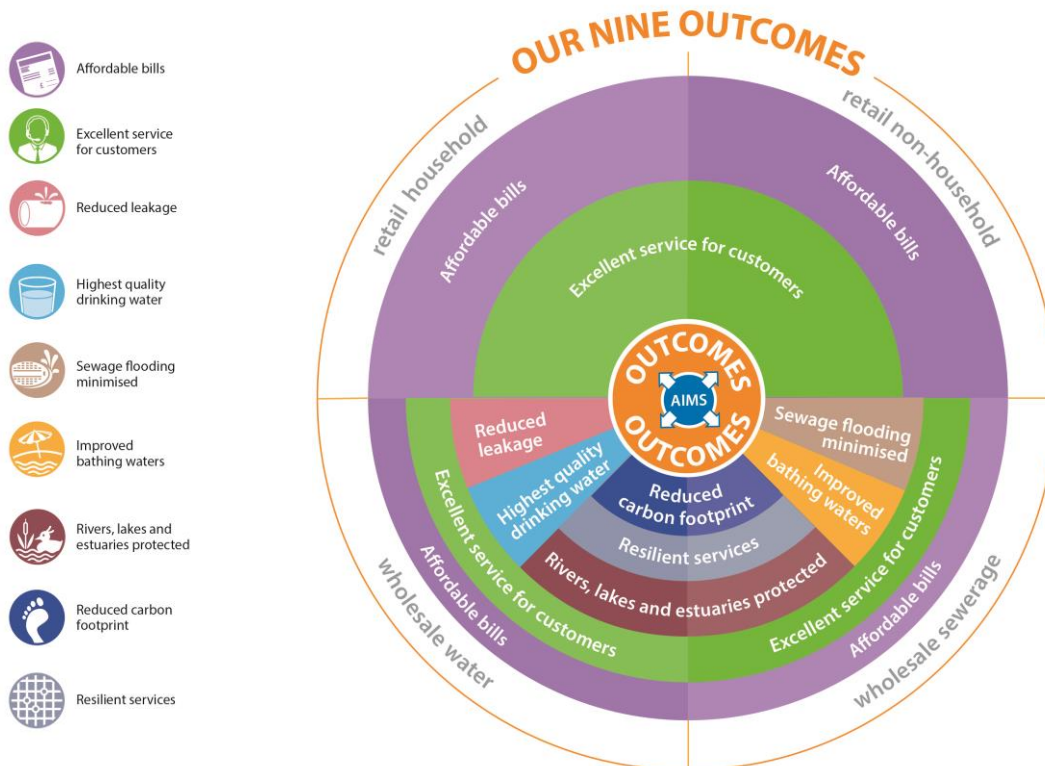 OUR NINE OUTCOMES
Affordable bills
Excellent service
for customers
Reduced leakage
Highest quality
drinking water
Sewage flooding
minimised
Improved
bathing waters
Rivers, lakes and
estuaries protected
Reduced carbon
footprint
Resilient services
retail household
retail non-household
Affordable bills
Affordable bills
Excellent service for customers
OUTCOMES
AIMS
OUTCOMES
Reduced
leakage
Highest quality
drinking water
Reduced
carbon footprint
Resilient services
Rivers, lakes and estuaries protected
Sewage flooding
minimised
Improved
bathing waters
Excellent service for customers
Excellent service for customers
Affordable bills
Affordable bills
wholesale water
wholesale sewerage